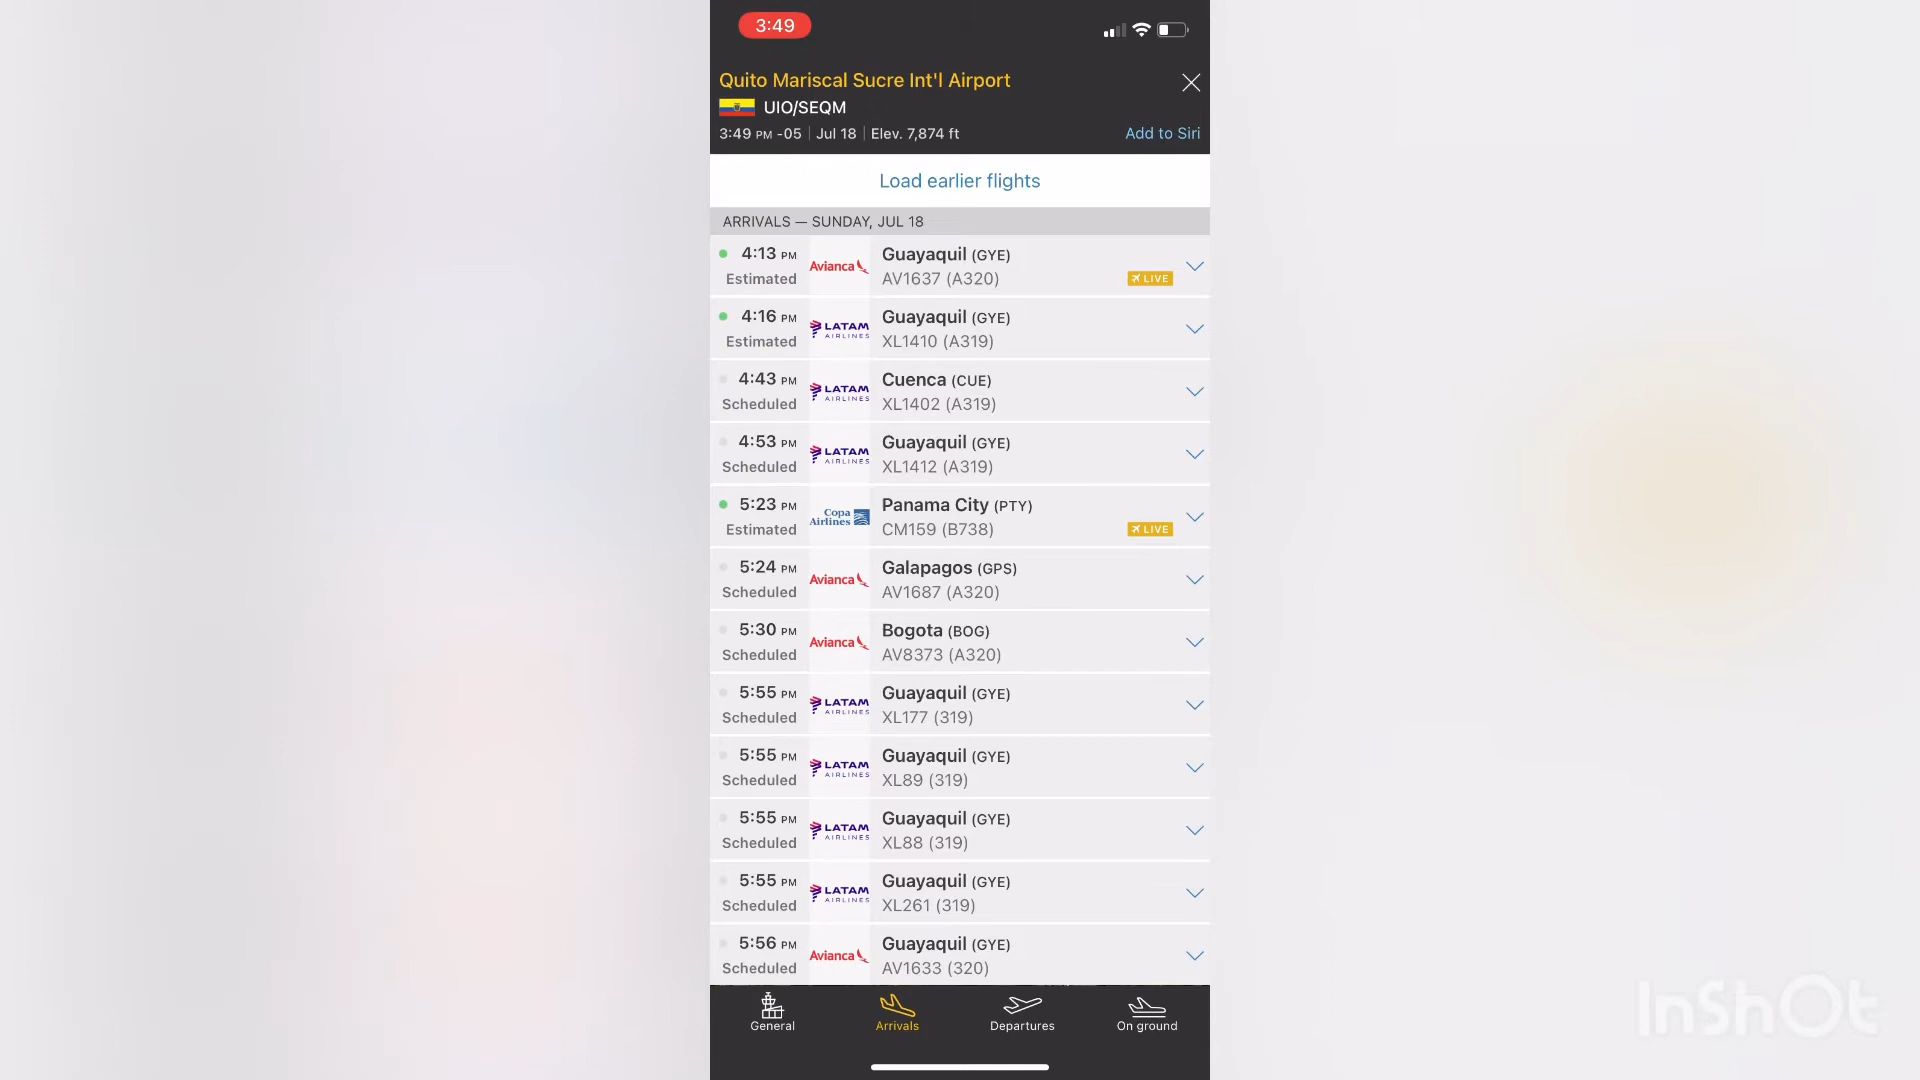 3:49
Quito Mariscal Sucre Int'l Airport
UIO/SEQM
3:49 PM -05 | Jul 18 | Elev. 7,874 ft
Add to Siri
Load earlier flights
ARRIVALS — SUNDAY, JUL 18
4:13 PM Avianca Guayaquil (GYE)
Estimated AV1637 (A320) LIVE
4:16 PM LATAM AIRLINES Guayaquil (GYE)
Estimated XL1410 (A319)
4:43 PM LATAM AIRLINES Cuenca (CUE)
Scheduled XL1402 (A319)
4:53 PM LATAM AIRLINES Guayaquil (GYE)
Scheduled XL1412 (A319)
5:23 PM Copa Airlines Panama City (PTY)
Estimated CM159 (B738) LIVE
5:24 PM Avianca Galapagos (GPS)
Scheduled AV1687 (A320)
5:30 PM Avianca Bogota (BOG)
Scheduled AV8373 (A320)
5:55 PM LATAM AIRLINES Guayaquil (GYE)
Scheduled XL177 (319)
5:55 PM LATAM AIRLINES Guayaquil (GYE)
Scheduled XL89 (319)
5:55 PM LATAM AIRLINES Guayaquil (GYE)
Scheduled XL88 (319)
5:55 PM LATAM AIRLINES Guayaquil (GYE)
Scheduled XL261 (319)
5:56 PM Avianca Guayaquil (GYE)
Scheduled AV1633 (320)
General Arrivals Departures On ground
InShOt